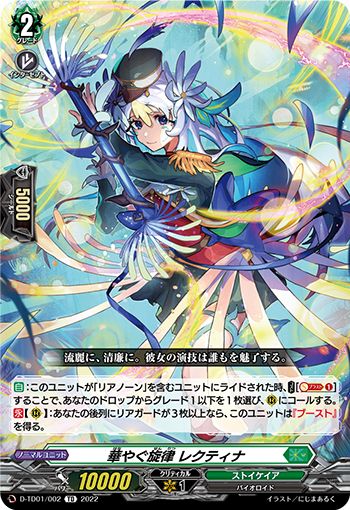 2
グレード
インターセプト
5000
シールド
流麗に、清廉に。彼女の演技は誰もを魅了する。
自:このユニットが「リアノーン」を含むユニットにライドされた時、[ブラスト1]することで、あなたのドロップからグレード1以下を1枚選び、Rにコールする。
永【R】:あなたの後列にリアガードが3枚以上なら、このユニットは『ブースト』
を得る。
ノーマルユニット
華やぐ旋律 レクティナ
パワー 10000
クリティカル
1
ストイケイア
バイオロイド
D-TD01/002 TD 2022
イラスト/にじまあるく